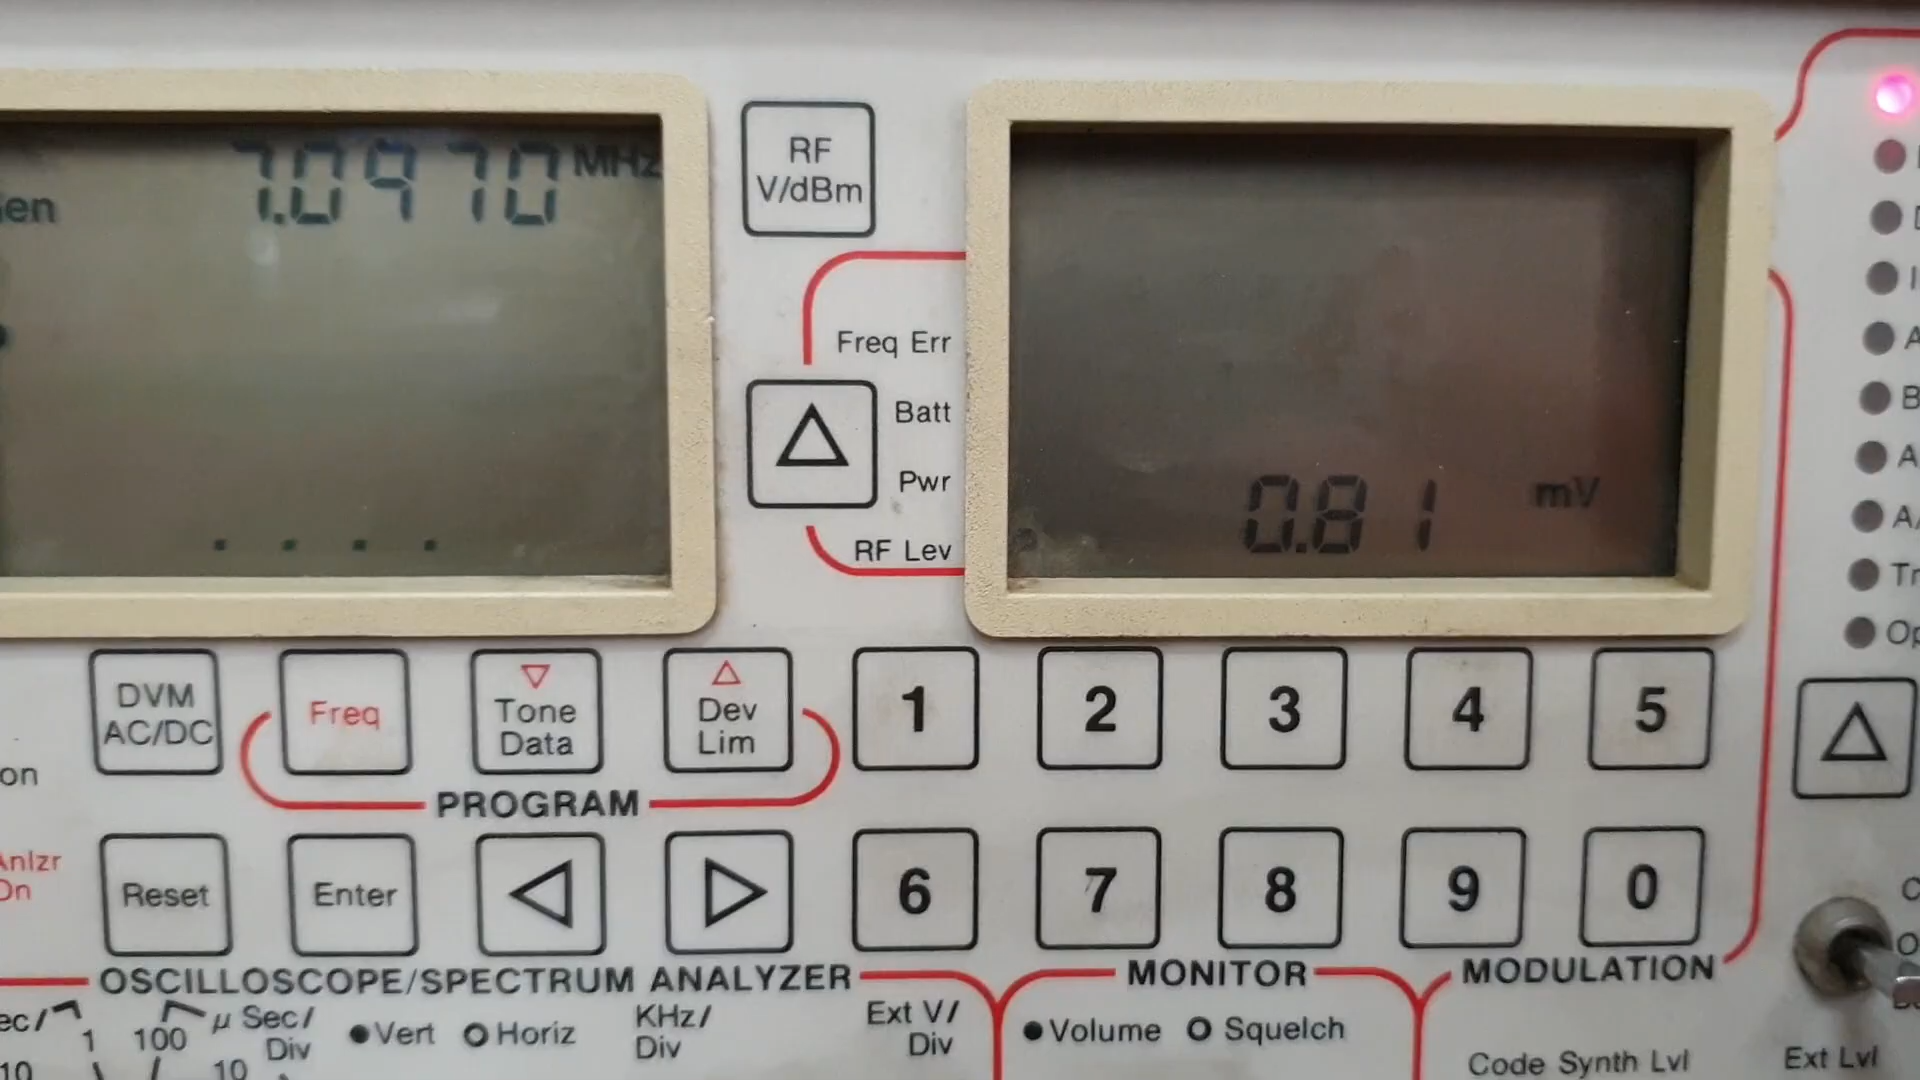 7.0970 MHz
en
RF
V/dBm
Freq Err
Batt
Pwr
RF Lev
0.81 mV
DVM
AC/DC
Freq
Tone
Data
Dev
Lim
1 2 3 4 5
on
PROGRAM
Anlzr
On
Reset Enter 6 7 8 9 0
OSCILLOSCOPE/SPECTRUM ANALYZER
MONITOR
MODULATION
ec/ 1 100 µ Sec/
Div
10 10
Vert Horiz
KHz/
Div
Ext V/
Div
Volume Squelch
Code Synth Lvl
Ext Lvl